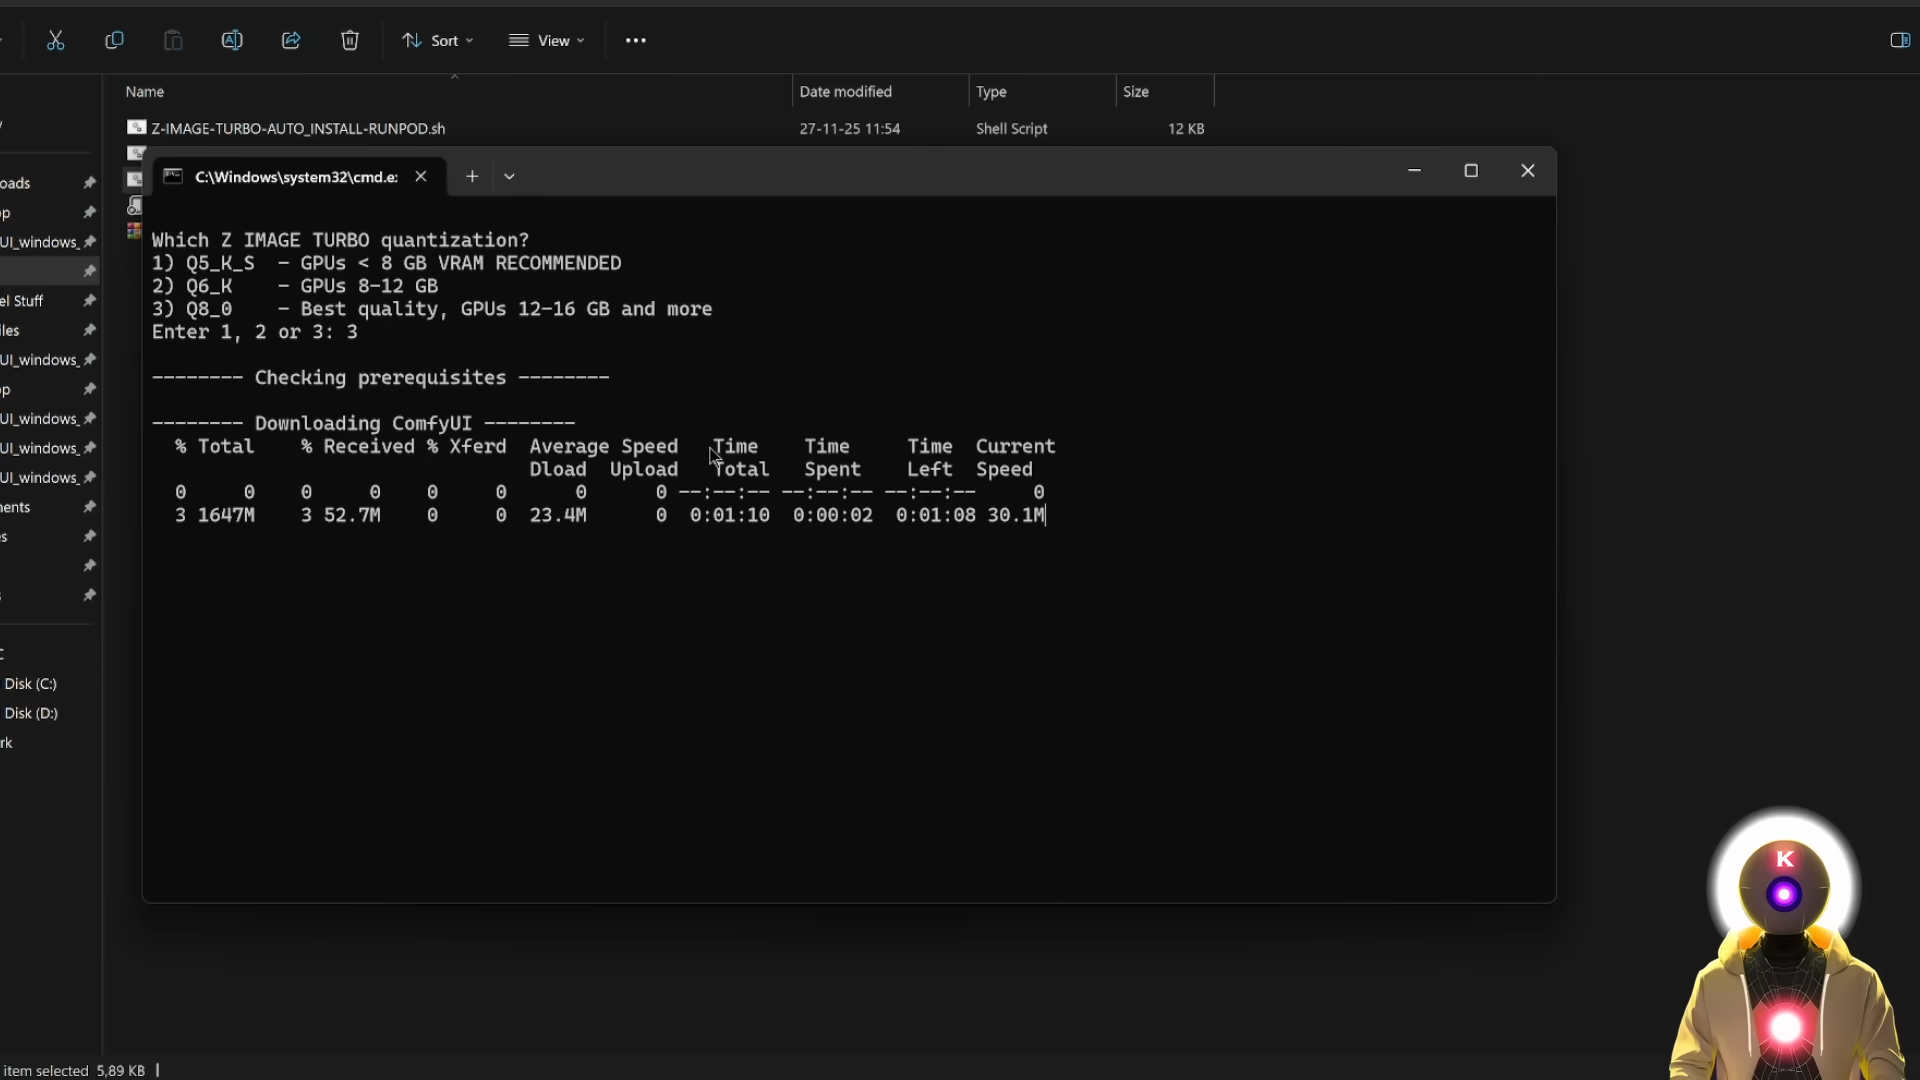 Sort
View
Name
Date modified
Type
Size
Z-IMAGE-TURBO-AUTO_INSTALL-RUNPOD.sh 27-11-25 11:54 Shell Script 12 KB
oads
p
UI_windows_
el Stuff
iles
UI_windows_
p
UI_windows_
UI_windows_
UI_windows_
nents
es
Disk (C:)
Disk (D:)
rk
C:\Windows\system32\cmd.e:
Which Z IMAGE TURBO quantization?
1) Q5_K_S - GPUs < 8 GB VRAM RECOMMENDED
2) Q6_K - GPUs 8-12 GB
3) Q8_0 - Best quality, GPUs 12-16 GB and more
Enter 1, 2 or 3: 3
-------- Checking prerequisites --------
-------- Downloading ComfyUI --------
% Total % Received % Xferd Average Speed Time Time Time Current
Dload Upload Total Spent Left Speed
0 0 0 0 0 0 0 0 --:--:-- --:--:-- --:--:-- 0
3 1647M 3 52.7M 0 0 23.4M 0 0:01:10 0:00:02 0:01:08 30.1M
K
item selected 5,89 KB